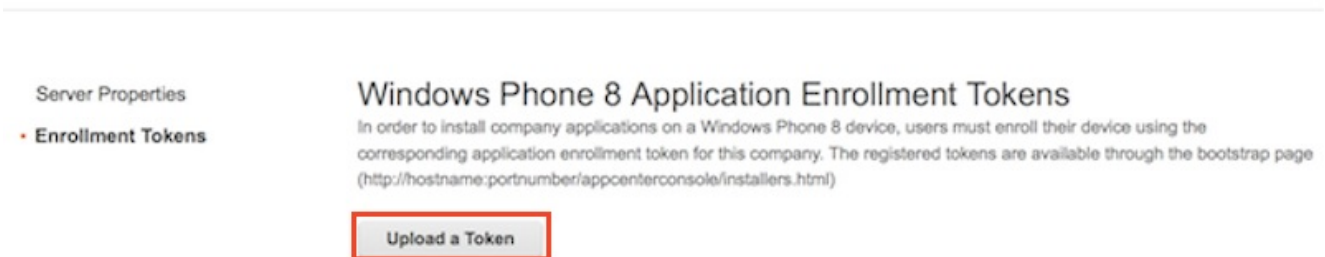 Server Properties
• Enrollment Tokens
Windows Phone 8 Application Enrollment Tokens
In order to install company applications on a Windows Phone 8 device, users must enroll their device using the
corresponding application enrollment token for this company. The registered tokens are available through the bootstrap page
(http://hostname:portnumber/appcenterconsole/installers.html)
Upload a Token